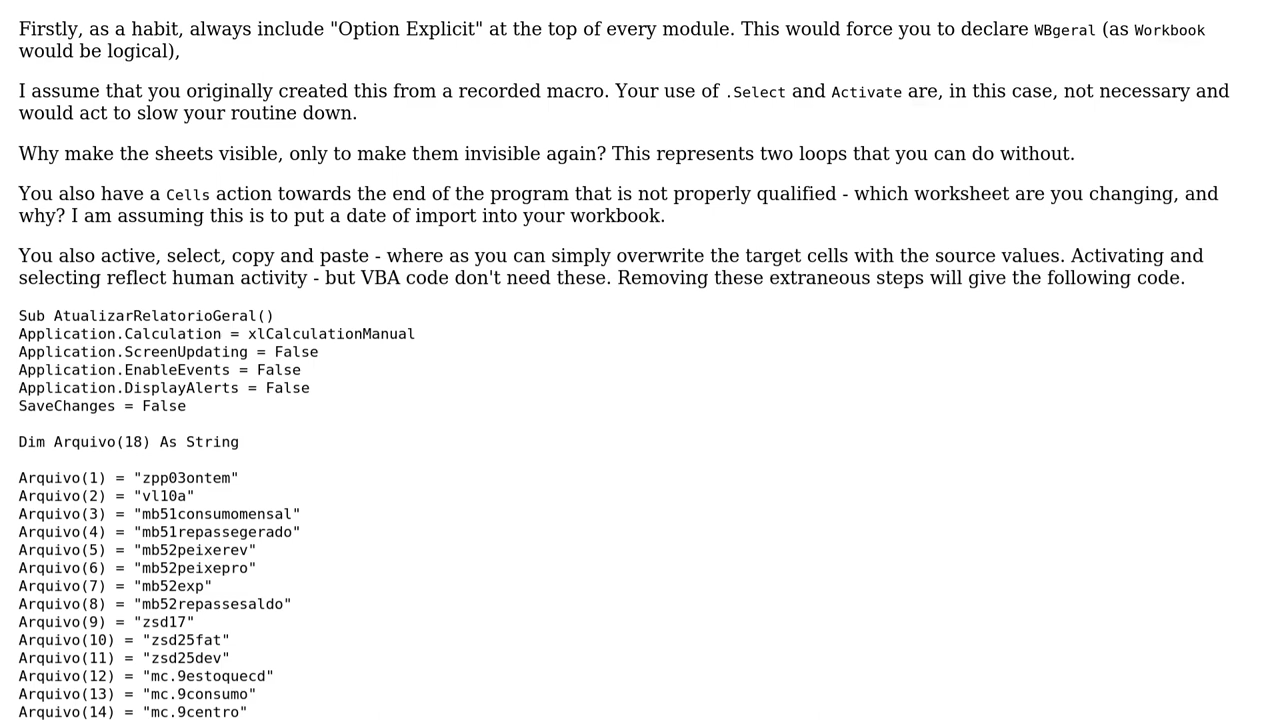 Firstly, as a habit, always include "Option Explicit" at the top of every module. This would force you to declare WBgeral (as Workbook
would be logical),
I assume that you originally created this from a recorded macro. Your use of .Select and Activate are, in this case, not necessary and
would act to slow your routine down.
Why make the sheets visible, only to make them invisible again? This represents two loops that you can do without.
You also have a Cells action towards the end of the program that is not properly qualified - which worksheet are you changing, and
why? I am assuming this is to put a date of import into your workbook.
You also active, select, copy and paste - where as you can simply overwrite the target cells with the source values. Activating and
selecting reflect human activity - but VBA code don't need these. Removing these extraneous steps will give the following code.
Sub AtualizarRelatorioGeral()
Application.Calculation = xlCalculationManual
Application.ScreenUpdating = False
Application.EnableEvents = False
Application.DisplayAlerts = False
SaveChanges = False
Dim Arquivo(18) As String
Arquivo(1) = "zpp03ontem"
Arquivo(2) = "vl10a"
Arquivo(3) = "mb51consumomensal"
Arquivo(4) = "mb51repassegerado"
Arquivo(5) = "mb52peixerev"
Arquivo(6) = "mb52peixepro"
Arquivo(7) = "mb52exp"
Arquivo(8) = "mb52repassesaldo"
Arquivo(9) = "zsd17"
Arquivo(10) = "zsd25fat"
Arquivo(11) = "zsd25dev"
Arquivo(12) = "mc.9estoquecd"
Arquivo(13) = "mc.9consumo"
Arquivo(14) = "mc.9centro"